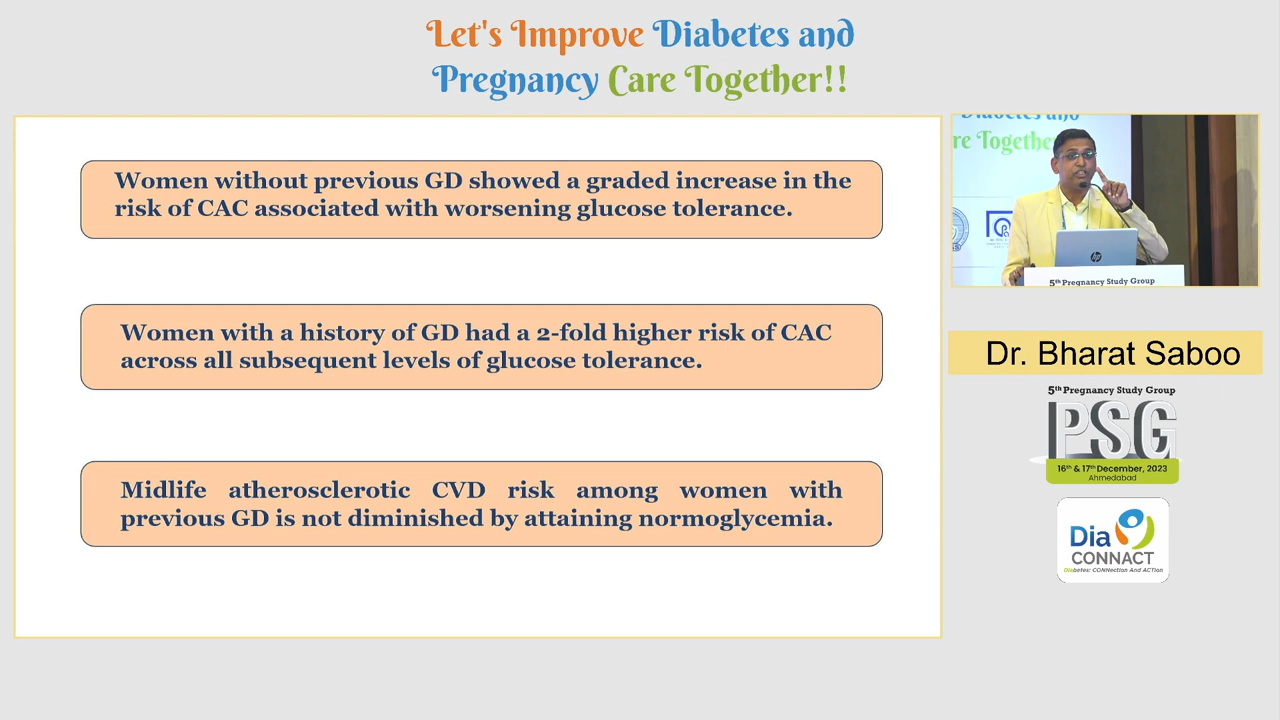 Let's Improve Diabetes and
Pregnancy Care Together!!
Women without previous GD showed a graded increase in the
risk of CAC associated with worsening glucose tolerance.
Women with a history of GD had a 2-fold higher risk of CAC
across all subsequent levels of glucose tolerance.
Midlife atherosclerotic CVD risk among women with
previous GD is not diminished by attaining normoglycemia.
Diabetes and
re Together
hp
5th Pregnancy Study Group
Dr. Bharat Saboo
5th Pregnancy Study Group
PSG
16th & 17th December, 2023
Ahmedabad
Dia
CONNACT
Diabetes: CONNection And ACTion